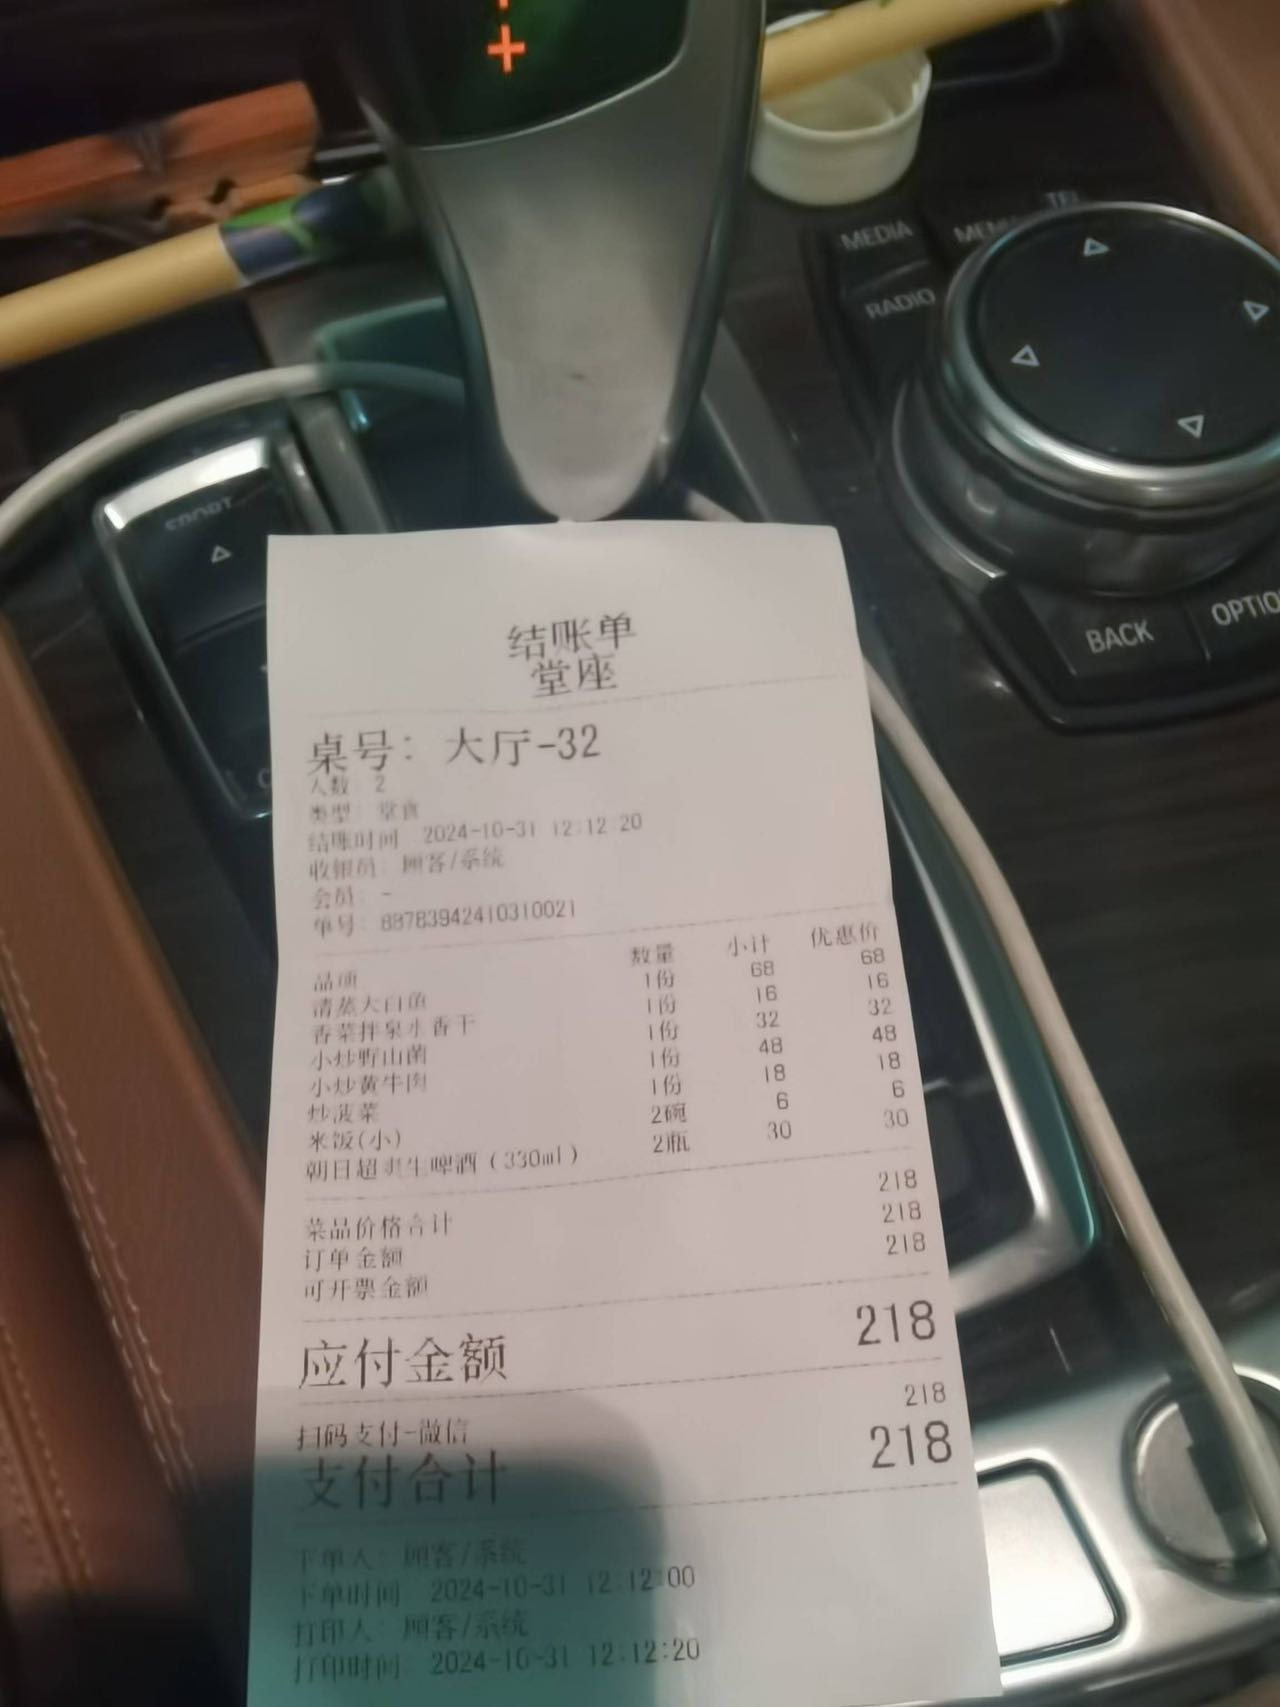 +
MEDIA
MENU
TEL
RADIO
SPORT
BACK
OPTIO
结账单
堂座
桌号：大厅-32
人数：2
类型：堂食
结账时间 2024-10-31 12:12:20
收银员：顾客/系统
会员：-
单号：88783942410310021
品项 数量 小计 优惠价
清蒸大白鱼 1份 68 68
香菜拌泉水香干 1份 16 16
小炒野山菌 1份 32 32
小炒黄牛肉 1份 48 48
炒菠菜 1份 18 18
米饭(小) 2碗 6 6
朝日超爽生啤酒（330ml） 2瓶 30 30
菜品价格合计 218
订单金额 218
可开票金额 218
应付金额 218
扫码支付-微信 218
支付合计 218
下单人：顾客/系统
下单时间 2024-10-31 12:12:00
打印人：顾客/系统
打印时间 2024-10-31 12:12:20